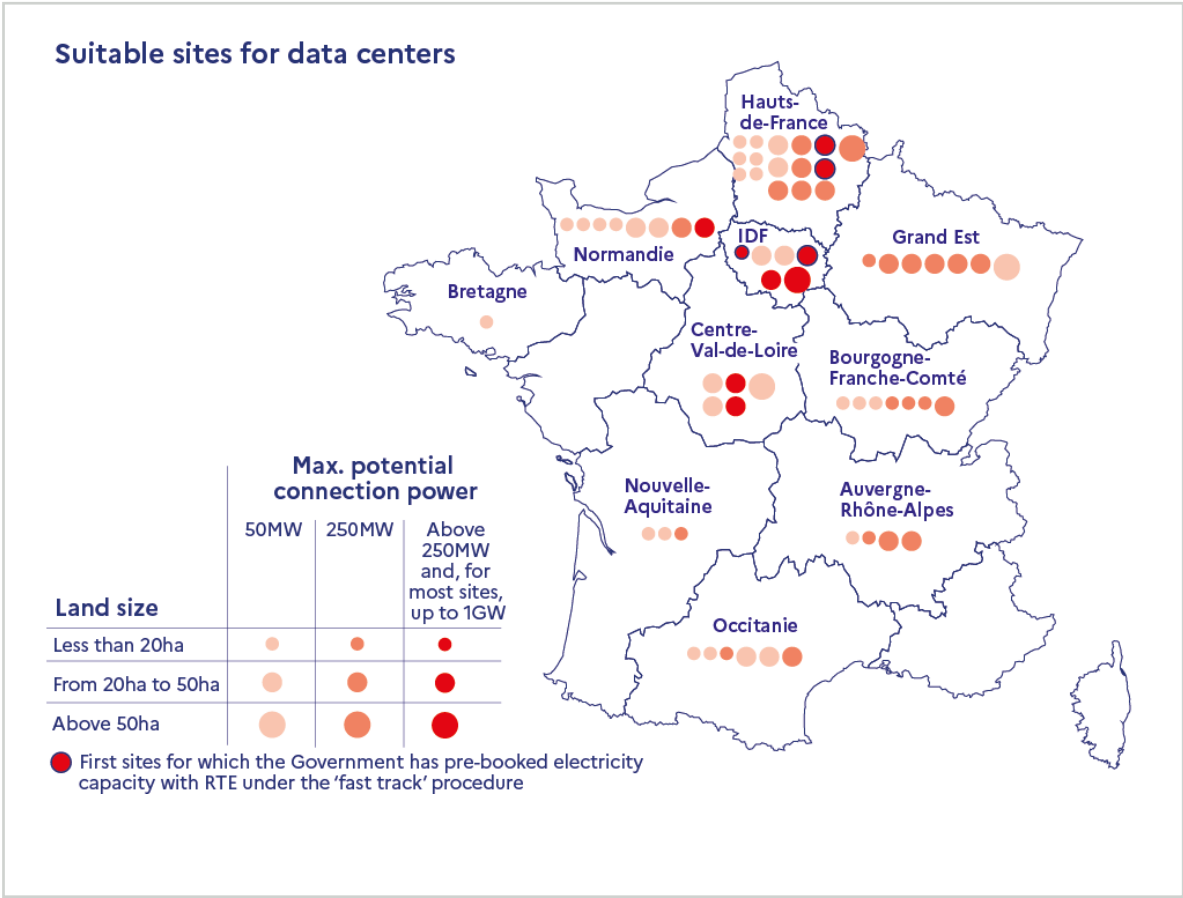 Suitable sites for data centers
Hauts-
de-France
IDF
Normandie
Grand Est
Bretagne
Centre-
Val-de-Loire
Bourgogne-
Franche-Comté
Nouvelle-
Aquitaine
Auvergne-
Rhône-Alpes
Occitanie
Max. potential
connection power
50MW
250MW
Above
250MW
and, for
most sites,
up to 1GW
Land size
Less than 20ha
From 20ha to 50ha
Above 50ha
First sites for which the Government has pre-booked electricity
capacity with RTE under the ‘fast track’ procedure